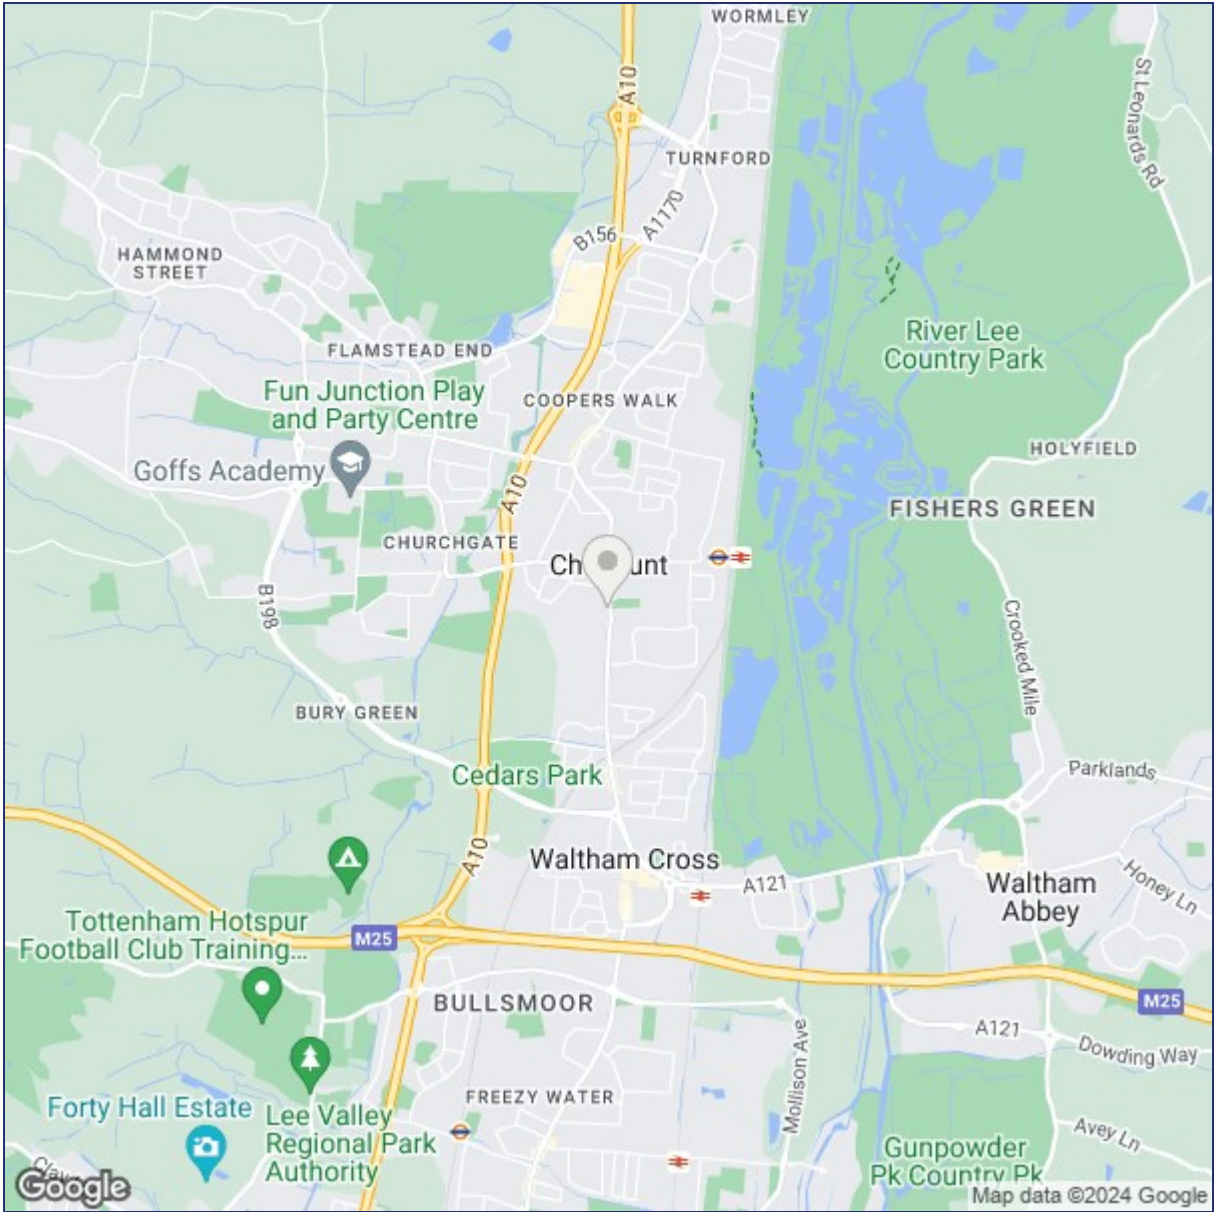 WORMLEY
A10
St Leonards Rd
TURNFORD
A1170
B156
HAMMOND
STREET
River Lee
Country Park
FLAMSTEAD END
Fun Junction Play
and Party Centre
COOPERS WALK
HOLYFIELD
Goffs Academy
A10
FISHERS GREEN
CHURCHGATE
B198
Crooked Mile
BURY GREEN
Cedars Park
Parklands
A10
Waltham Cross
A121
Waltham
Abbey
Honey Ln
Tottenham Hotspur
Football Club Training...
M25
BULLSMOOR
M25
A121
Mollison Ave
Dowding Way
FREEZY WATER
Forty Hall Estate
Lee Valley
Regional Park
Authority
Avey Ln
Gunpowder
Pk Country Pk
Google
Map data ©2024 Google